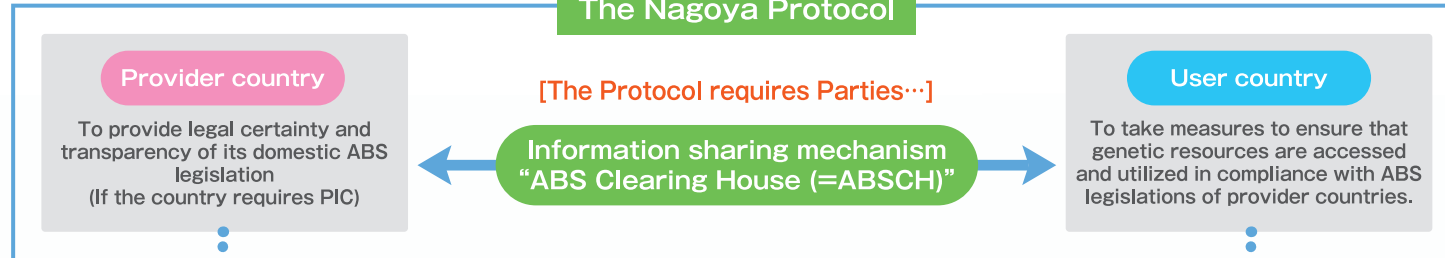 The Nagoya Protocol
Provider country
To provide legal certainty and
transparency of its domestic ABS
legislation
(If the country requires PIC)
[The Protocol requires Parties…]
Information sharing mechanism
“ABS Clearing House (=ABSCH)”
User country
To take measures to ensure that
genetic resources are accessed
and utilized in compliance with ABS
legislations of provider countries.